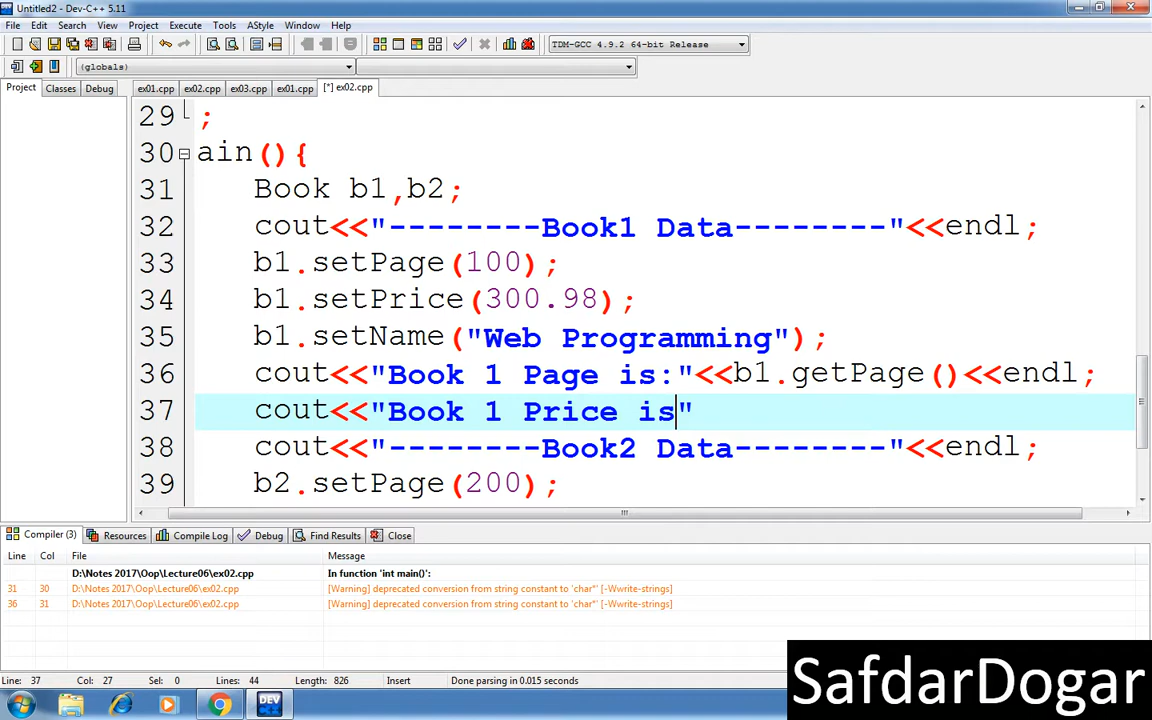 Untitled2 - Dev-C++ 5.11
File Edit Search View Project Execute Tools AStyle Window Help
TDM-GCC 4.9.2 64-bit Release
(globals)
Project Classes Debug ex01.cpp ex02.cpp ex03.cpp ex01.cpp [*] ex02.cpp
29 ;
30 ain(){
31 Book b1,b2;
32 cout<<"--------Book1 Data--------"<<endl;
33 b1.setPage(100);
34 b1.setPrice(300.98);
35 b1.setName("Web Programming");
36 cout<<"Book 1 Page is:"<<b1.getPage()<<endl;
37 cout<<"Book 1 Price is"
38 cout<<"--------Book2 Data--------"<<endl;
39 b2.setPage(200);
Compiler (3) Resources Compile Log Debug Find Results Close
Line Col File Message
D:\Notes 2017\Oop\Lecture06\ex02.cpp In function 'int main()':
31 30 D:\Notes 2017\Oop\Lecture06\ex02.cpp [Warning] deprecated conversion from string constant to 'char*' [-Wwrite-strings]
36 31 D:\Notes 2017\Oop\Lecture06\ex02.cpp [Warning] deprecated conversion from string constant to 'char*' [-Wwrite-strings]
Line: 37 Col: 27 Sel: 0 Lines: 44 Length: 826 Insert Done parsing in 0.015 seconds
DEV C++
SafdarDogar